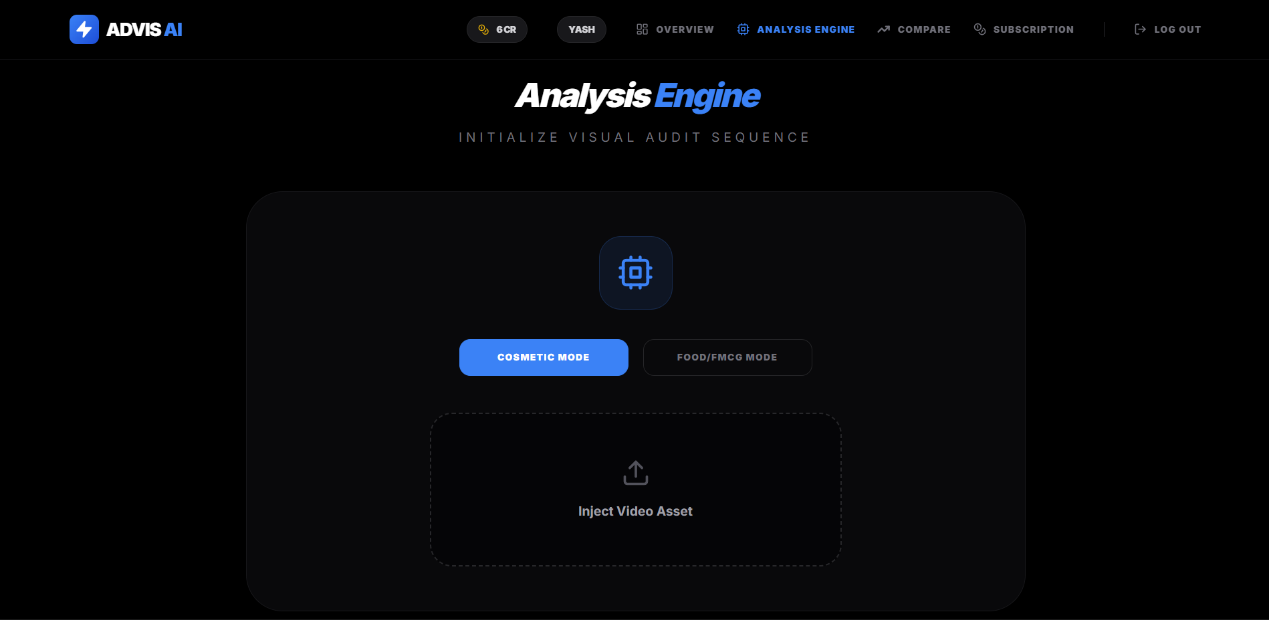 ADVIS AI 6CR YASH OVERVIEW ANALYSIS ENGINE COMPARE SUBSCRIPTION LOG OUT
Analysis Engine
INITIALIZE VISUAL AUDIT SEQUENCE
COSMETIC MODE FOOD/FMCG MODE
Inject Video Asset